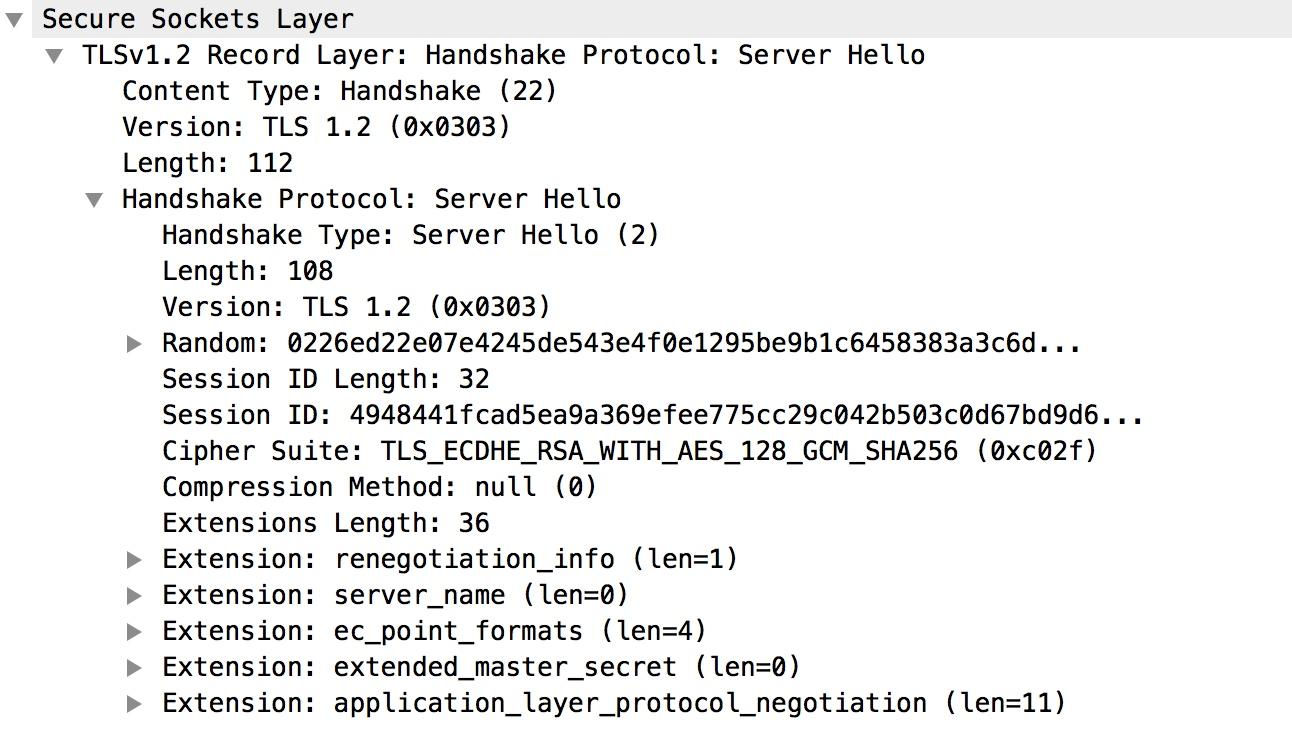 Secure Sockets Layer
TLSv1.2 Record Layer: Handshake Protocol: Server Hello
Content Type: Handshake (22)
Version: TLS 1.2 (0x0303)
Length: 112
Handshake Protocol: Server Hello
Handshake Type: Server Hello (2)
Length: 108
Version: TLS 1.2 (0x0303)
Random: 0226ed22e07e4245de543e4f0e1295be9b1c6458383a3c6d...
Session ID Length: 32
Session ID: 4948441fcad5ea9a369efee775cc29c042b503c0d67bd9d6...
Cipher Suite: TLS_ECDHE_RSA_WITH_AES_128_GCM_SHA256 (0xc02f)
Compression Method: null (0)
Extensions Length: 36
Extension: renegotiation_info (len=1)
Extension: server_name (len=0)
Extension: ec_point_formats (len=4)
Extension: extended_master_secret (len=0)
Extension: application_layer_protocol_negotiation (len=11)